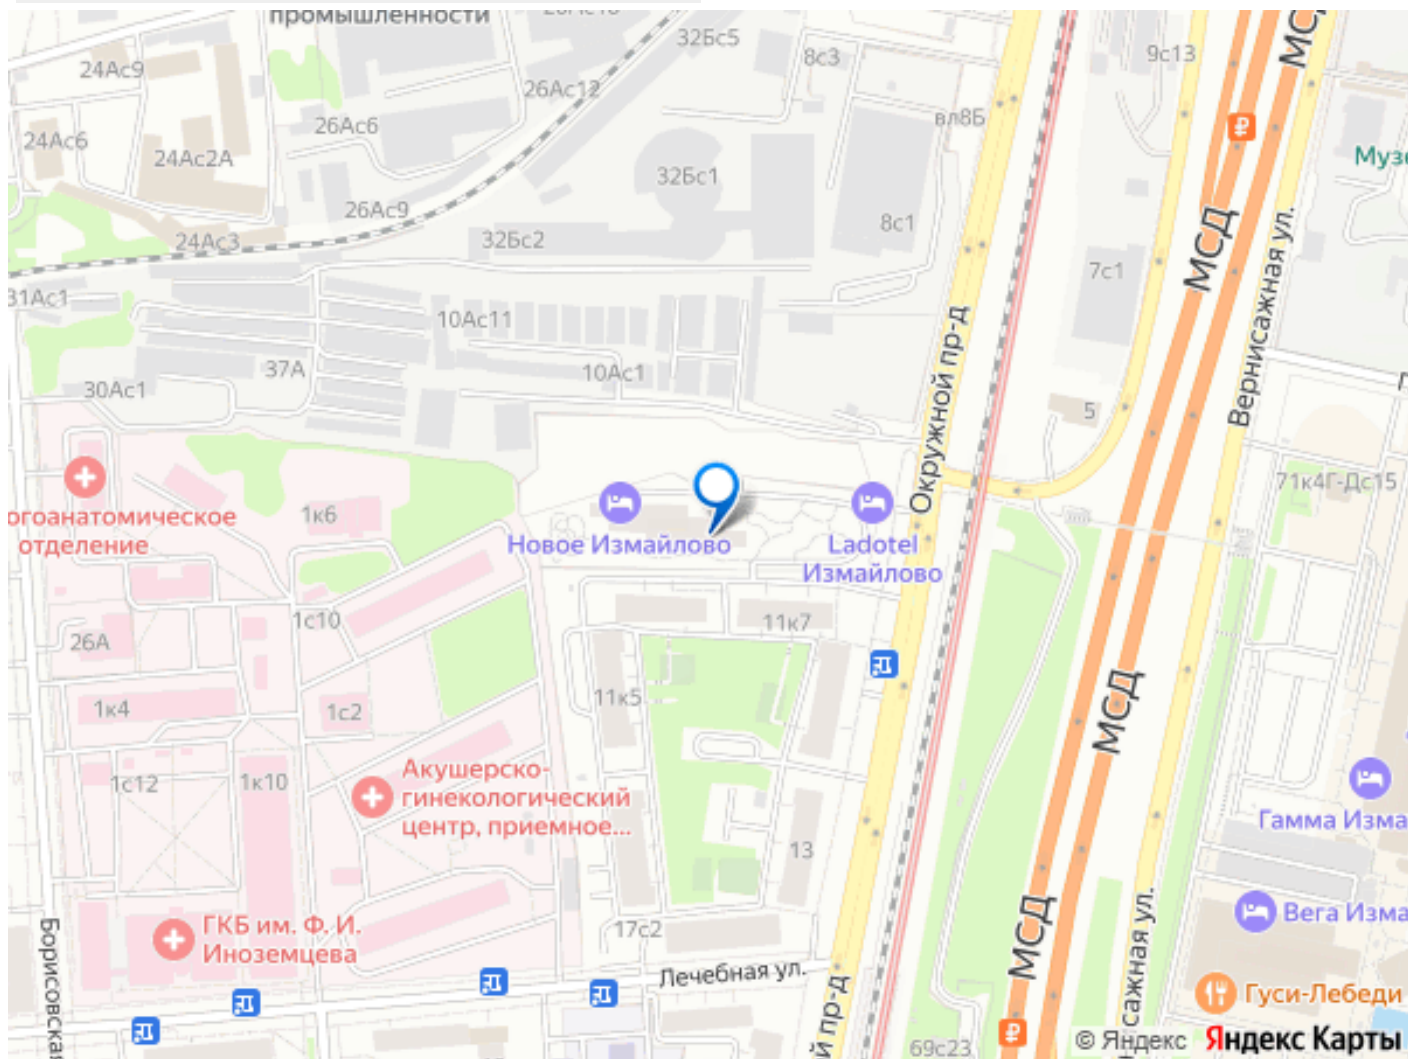 промышленности
32Бс5
8с3
9с13
МСД
24Ас9
26Ас12
вл8Б
26Ас6
24Ас6
24Ас2А
32Бс1
26Ас9
8с1
24Ас3
32Бс2
МСД
7с1
Вернисажная ул.
31Ас1
10Ас11
Окружной пр-д
37А
10Ас1
30Ас1
5
71к4Г-Дс15
1к6
отделение
Новое Измайлово
Ladotel
Измайлово
1с10
11к7
26А
11к5
1к4
1с2
МСД
1с12
1к10
Акушерско-
гинекологический
центр, приемное...
13
Гамма Изма
ГКБ им. Ф. И.
Иноземцева
17с2
МСД
Вега Изма
Борисовская
Лечебная ул.
й пр-д
сажная ул.
Гуси-Лебеди
69с23
© Яндекс Яндекс Карты